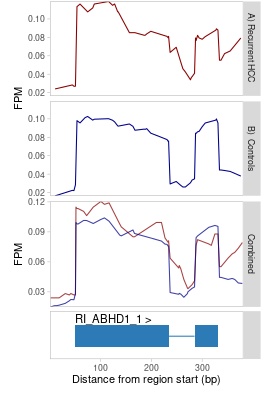 0.10
0.08
0.06
0.04
0.02
FPM
A) Recurrent HCC
0.10
0.08
0.06
0.04
0.02
B) Controls
0.12
0.09
0.06
0.03
FPM
Combined
RI_ABHD1_1 >
100
200
300
Distance from region start (bp)